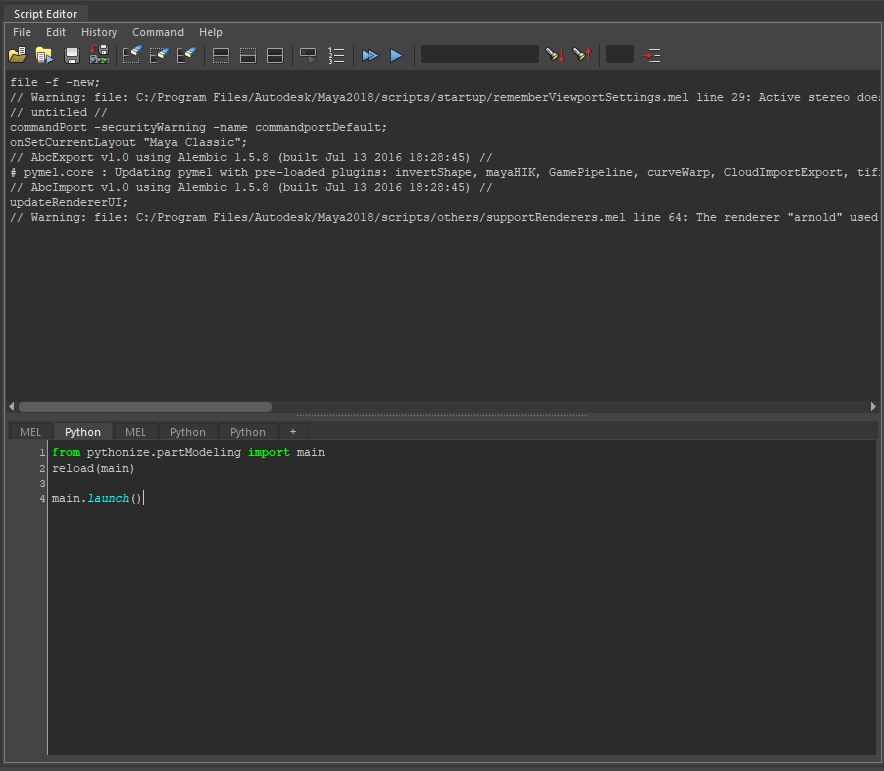 Script Editor
File Edit History Command Help
file -f -new;
// Warning: file: C:/Program Files/Autodesk/Maya2018/scripts/startup/rememberViewportSettings.mel line 29: Active stereo doe
// untitled //
commandPort -securityWarning -name commandportDefault;
onSetCurrentLayout "Maya Classic";
// AbcExport v1.0 using Alembic 1.5.8 (built Jul 13 2016 18:28:45) //
# pymel.core : Updating pymel with pre-loaded plugins: invertShape, mayaHIK, GamePipeline, curveWarp, CloudImportExport, tif
// AbcImport v1.0 using Alembic 1.5.8 (built Jul 13 2016 18:28:45) //
updateRendererUI;
// Warning: file: C:/Program Files/Autodesk/Maya2018/scripts/others/supportRenderers.mel line 64: The renderer "arnold" used
MEL Python MEL Python Python +
1 from pythonize.partModeling import main
2 reload(main)
3
4 main.launch()